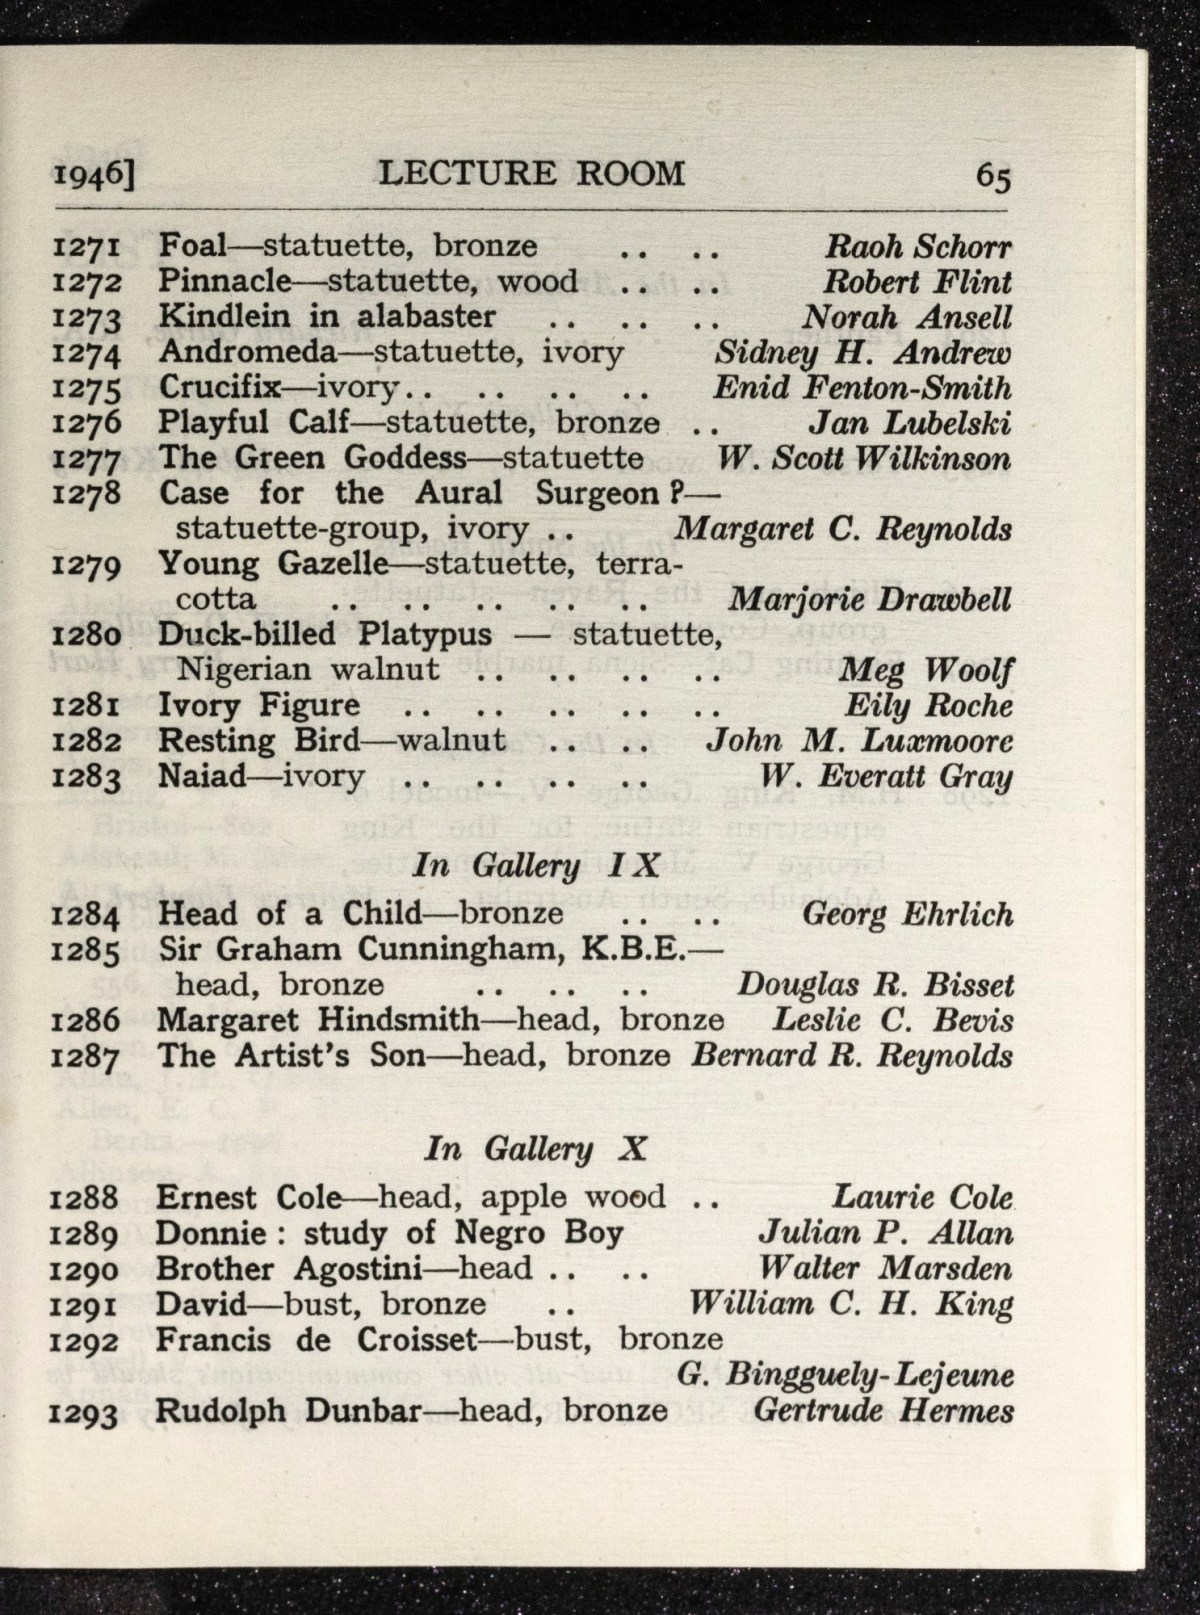 1946] LECTURE ROOM 65
1271 Foal—statuette, bronze .. .. Raoh Schorr
1272 Pinnacle—statuette, wood .. .. Robert Flint
1273 Kindlein in alabaster .. .. .. Norah Ansell
1274 Andromeda—statuette, ivory Sidney H. Andrew
1275 Crucifix—ivory.. .. .. .. Enid Fenton-Smith
1276 Playful Calf—statuette, bronze .. Jan Lubelski
1277 The Green Goddess—statuette W. Scott Wilkinson
1278 Case for the Aural Surgeon ?—
statuette-group, ivory .. Margaret C. Reynolds
1279 Young Gazelle—statuette, terra-
cotta .. .. .. .. .. Marjorie Drawbell
1280 Duck-billed Platypus — statuette,
Nigerian walnut .. .. .. .. Meg Woolf
1281 Ivory Figure .. .. .. .. .. Eily Roche
1282 Resting Bird—walnut .. .. John M. Luxmoore
1283 Naiad—ivory .. .. .. .. W. Everatt Gray
In Gallery IX
1284 Head of a Child—bronze .. .. Georg Ehrlich
1285 Sir Graham Cunningham, K.B.E.—
head, bronze .. .. .. Douglas R. Bisset
1286 Margaret Hindsmith—head, bronze Leslie C. Bevis
1287 The Artist's Son—head, bronze Bernard R. Reynolds
In Gallery X
1288 Ernest Cole—head, apple wood .. Laurie Cole
1289 Donnie : study of Negro Boy Julian P. Allan
1290 Brother Agostini—head .. .. Walter Marsden
1291 David—bust, bronze .. William C. H. King
1292 Francis de Croisset—bust, bronze
G. Bingguely-Lejeune
1293 Rudolph Dunbar—head, bronze Gertrude Hermes